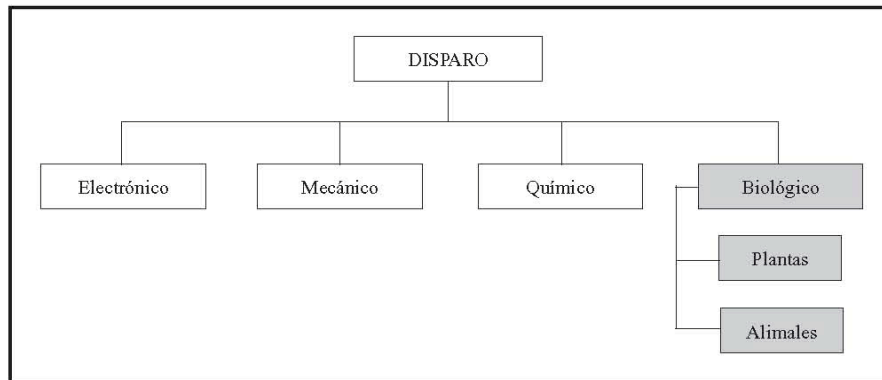 DISPARO
Electrónico
Mecánico
Químico
Biológico
Plantas
Alimales